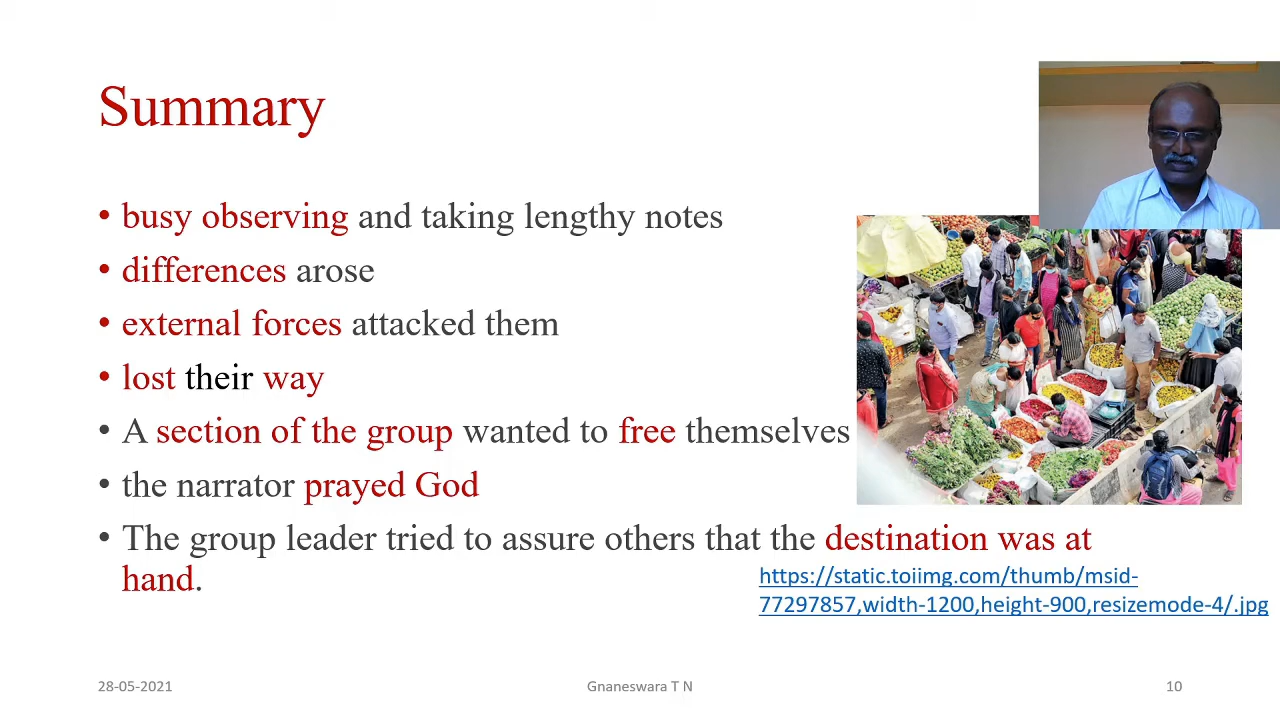 Summary
• busy observing and taking lengthy notes
• differences arose
• external forces attacked them
• lost their way
• A section of the group wanted to free themselves
• the narrator prayed God
• The group leader tried to assure others that the destination was at
hand.
https://static.toiimg.com/thumb/msid-
77297857,width-1200,height-900,resizemode-4/.jpg
28-05-2021
Gnaneswara T N
10